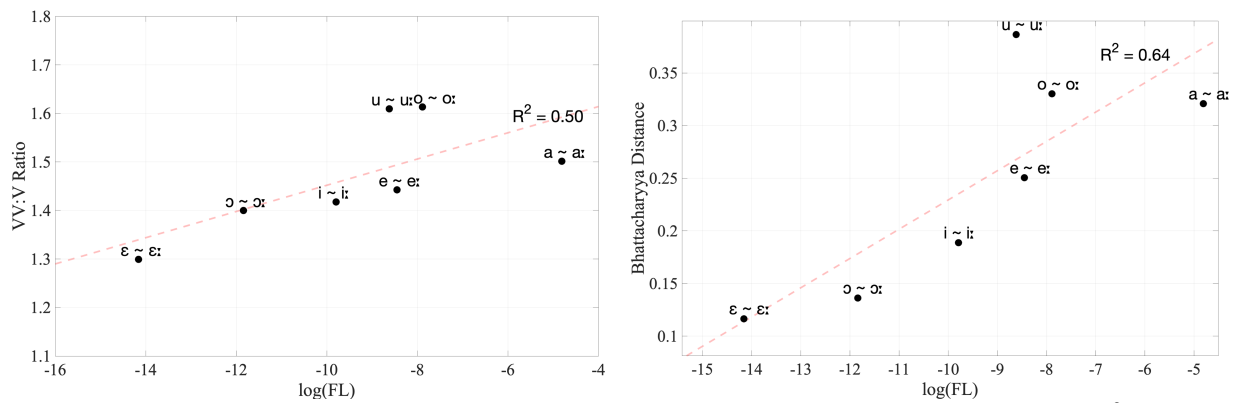 1.8
1.7
1.6
1.5
1.4
1.3
1.2
1.1
VV:V Ratio
u ~ uː
o ~ oː
R² = 0.50
a ~ aː
e ~ eː
i ~ iː
ɔ ~ ɔː
ɛ ~ ɛː
-16 -14 -12 -10 -8 -6 -4
log(FL)
0.35
0.3
0.25
0.2
0.15
0.1
Bhattacharyya Distance
u ~ uː
R² = 0.64
o ~ oː
a ~ aː
e ~ eː
i ~ iː
ɔ ~ ɔː
ɛ ~ ɛː
-15 -14 -13 -12 -11 -10 -9 -8 -7 -6 -5
log(FL)